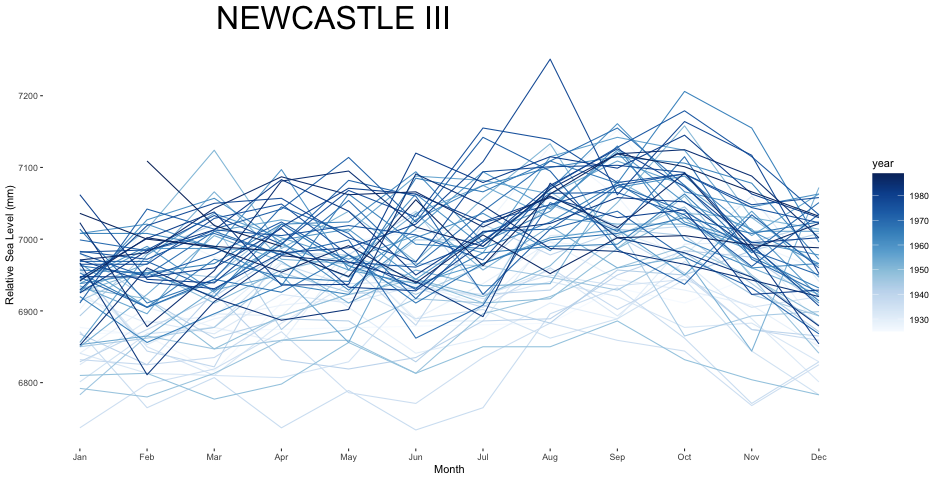 NEWCASTLE III
7200
7100
7000
6900
6800
Relative Sea Level (mm)
Jan Feb Mar Apr May Jun Jul Aug Sep Oct Nov Dec
Month
year
1980
1970
1960
1950
1940
1930